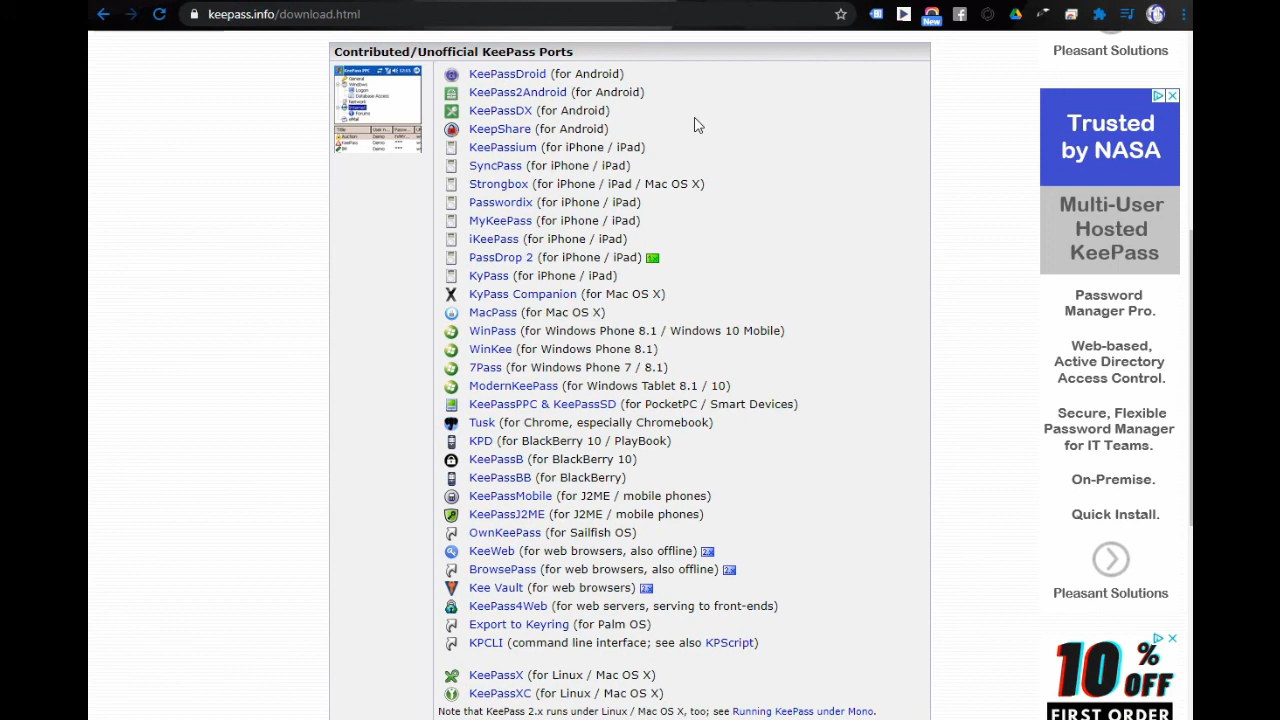 keepass.info/download.html
New
Contributed/Unofficial KeePass Ports
KeePassDroid (for Android)
KeePass2Android (for Android)
KeePassDX (for Android)
KeepShare (for Android)
KeePassium (for iPhone / iPad)
SyncPass (for iPhone / iPad)
Strongbox (for iPhone / iPad / Mac OS X)
Passwordix (for iPhone / iPad)
MyKeePass (for iPhone / iPad)
iKeePass (for iPhone / iPad)
PassDrop 2 (for iPhone / iPad)
KyPass (for iPhone / iPad)
KyPass Companion (for Mac OS X)
MacPass (for Mac OS X)
WinPass (for Windows Phone 8.1 / Windows 10 Mobile)
WinKee (for Windows Phone 8.1)
7Pass (for Windows Phone 7 / 8.1)
ModernKeePass (for Windows Tablet 8.1 / 10)
KeePassPPC & KeePassSD (for PocketPC / Smart Devices)
Tusk (for Chrome, especially Chromebook)
KPD (for BlackBerry 10 / PlayBook)
KeePassB (for BlackBerry 10)
KeePassBB (for BlackBerry)
KeePassMobile (for J2ME / mobile phones)
KeePassJ2ME (for J2ME / mobile phones)
OwnKeePass (for Sailfish OS)
KeeWeb (for web browsers, also offline)
BrowsePass (for web browsers, also offline)
Kee Vault (for web browsers)
KeePass4Web (for web servers, serving to front-ends)
Export to Keyring (for Palm OS)
KPCLI (command line interface; see also KPScript)
KeePassX (for Linux / Mac OS X)
KeePassXC (for Linux / Mac OS X)
Note that KeePass 2.x runs under Linux / Mac OS X, too; see Running KeePass under Mono.
Pleasant Solutions
Trusted
by NASA
Multi-User
Hosted
KeePass
Password
Manager Pro.
Web-based,
Active Directory
Access Control.
Secure, Flexible
Password Manager
for IT Teams.
On-Premise.
Quick Install.
Pleasant Solutions
10% OFF
FIRST ORDER